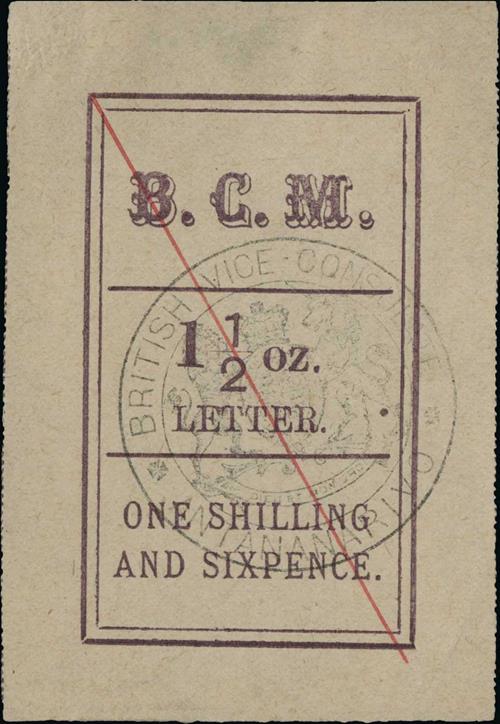 B. C. M.
1 1/2 oz.
LETTER.
ONE SHILLING
AND SIXPENCE.
BRITISH VICE-CONSULATE
ANTANANARIVO